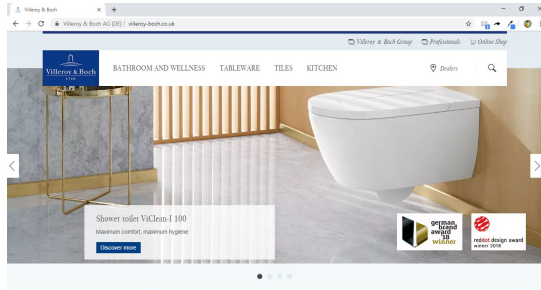 Villeroy & Boch
Villeroy & Boch AG [DE] | villeroy-boch.co.uk
Villeroy & Boch Group Professionals Online Shop
Villeroy & Boch
1748
BATHROOM AND WELLNESS TABLEWARE TILES KITCHEN Dealers
Shower toilet ViClean-I 100
Maximum comfort, maximum hygiene
Discover more
german
brand
award
'18
winner
reddot design award
winner 2018